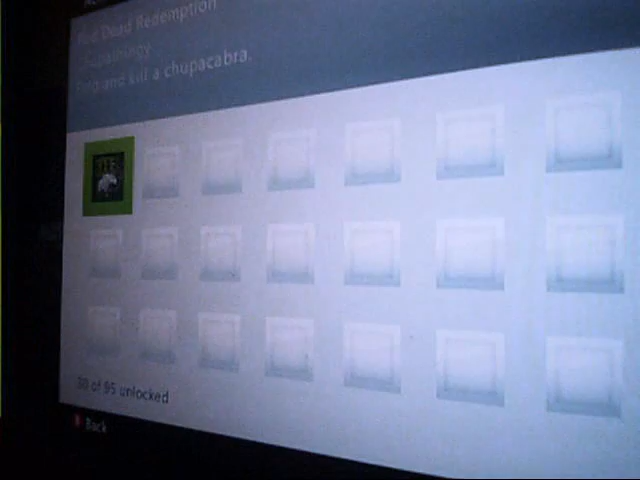 Red Dead Redemption
Find and kill a chupacabra.
of 95 unlocked
Back